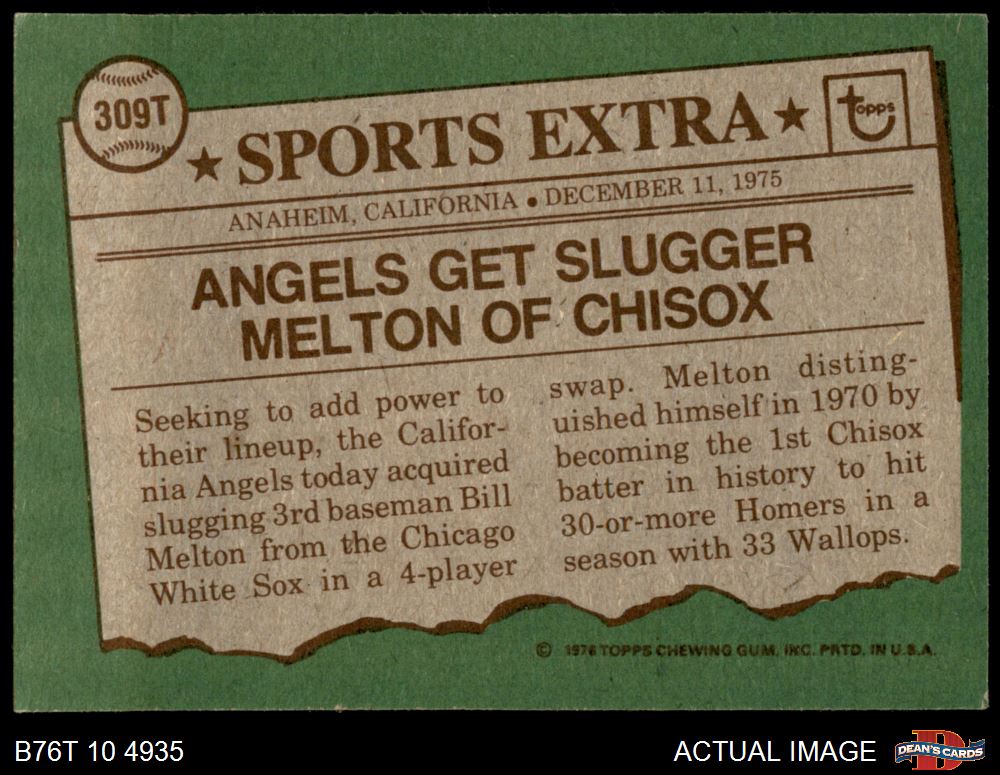 309T
★ SPORTS EXTRA ★
Topps
ANAHEIM, CALIFORNIA • DECEMBER 11, 1975
ANGELS GET SLUGGER
MELTON OF CHISOX
Seeking to add power to
their lineup, the Califor-
nia Angels today acquired
slugging 3rd baseman Bill
Melton from the Chicago
White Sox in a 4-player
swap. Melton disting-
uished himself in 1970 by
becoming the 1st Chisox
batter in history to hit
30-or-more Homers in a
season with 33 Wallops.
© 1976 TOPPS CHEWING GUM, INC. PRTD. IN U.S.A.
B76T 10 4935
ACTUAL IMAGE
DEAN'S CARDS